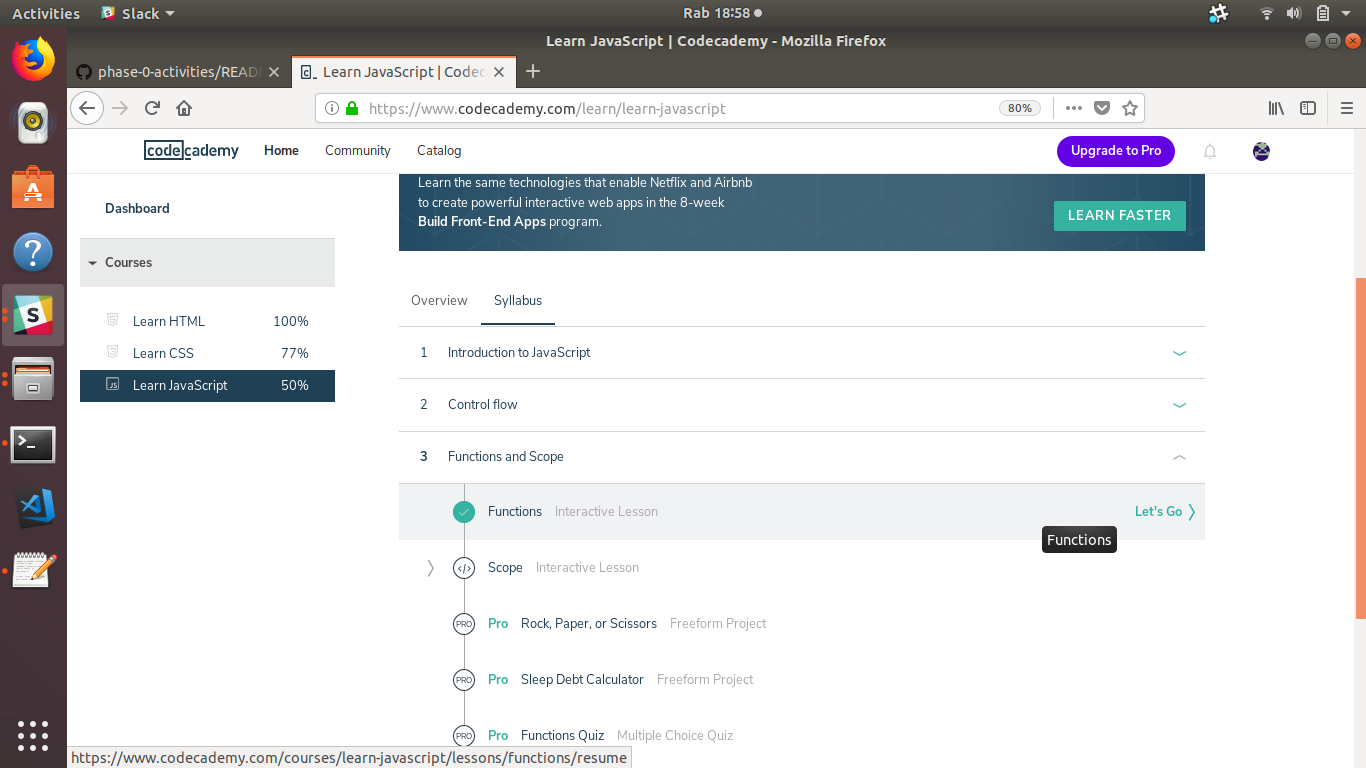 Activities Slack Rab 18:58
Learn JavaScript | Codecademy - Mozilla Firefox
phase-0-activities/READ Learn JavaScript | Codec
https://www.codecademy.com/learn/learn-javascript 80%
codecademy Home Community Catalog Upgrade to Pro
Learn the same technologies that enable Netflix and Airbnb
to create powerful interactive web apps in the 8-week
Build Front-End Apps program.
LEARN FASTER
Dashboard
Courses
Learn HTML 100%
Learn CSS 77%
JS Learn JavaScript 50%
Overview Syllabus
1 Introduction to JavaScript
2 Control flow
3 Functions and Scope
Functions Interactive Lesson Let's Go
Functions
</> Scope Interactive Lesson
PRO Pro Rock, Paper, or Scissors Freeform Project
PRO Pro Sleep Debt Calculator Freeform Project
PRO Pro Functions Quiz Multiple Choice Quiz
https://www.codecademy.com/courses/learn-javascript/lessons/functions/resume